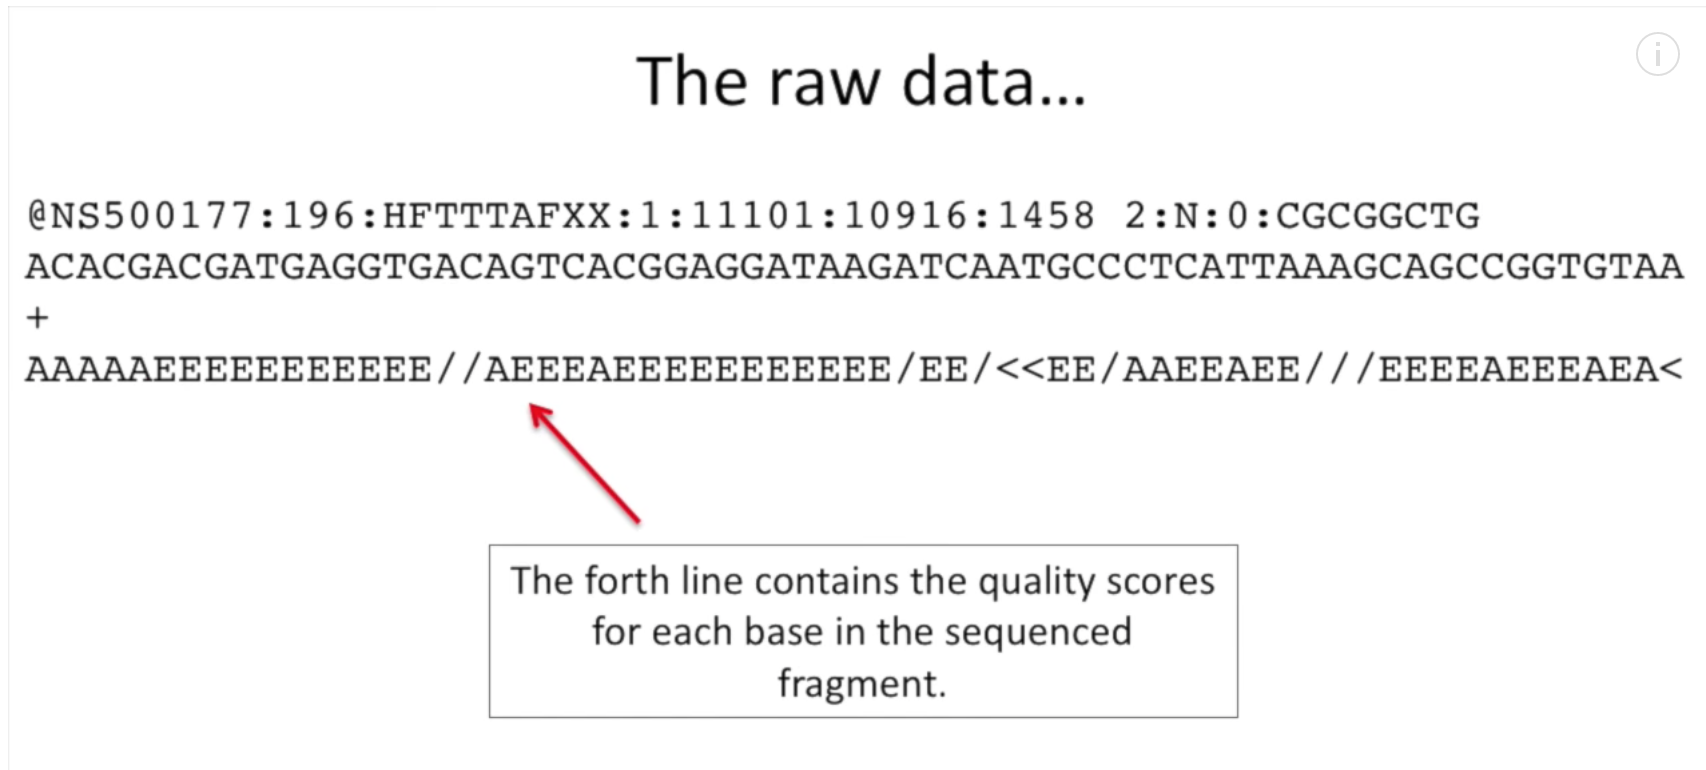 The raw data...
@NS500177:196:HFTTTAFXX:1:11101:10916:1458 2:N:0:CGCGGCTG
ACACGACGATGAGGTGACAGTCACGGAGGATAAGATCAATGCCCTCATTAAAGCAGCCGGTGTAA
+
AAAAAEEEEEEEEEEE//AEEEAEEEEEEEEEEE/EE/<<EE/AAEEAEE///EEEEAEEEAEA<
The forth line contains the quality scores
for each base in the sequenced
fragment.